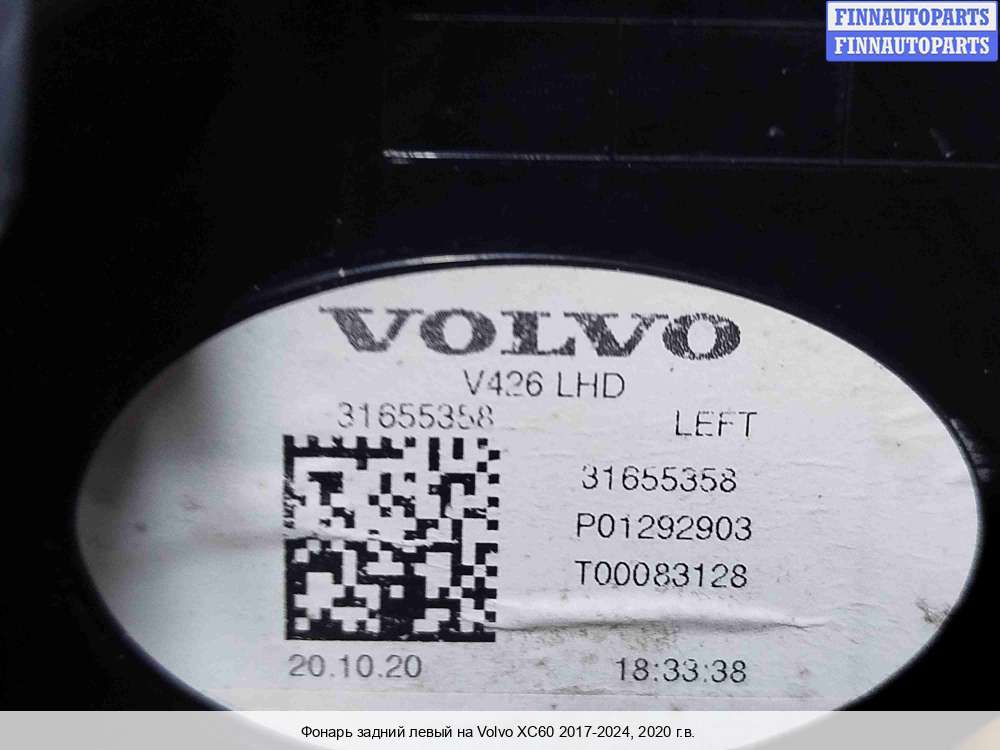 FINNAUTOPARTS
FINNAUTOPARTS
VOLVO
V426 LHD
31655358
LEFT
31655358
P01292903
T00083128
20.10.20
18:33:38
Фонарь задний левый на Volvo XC60 2017-2024, 2020 г.в.